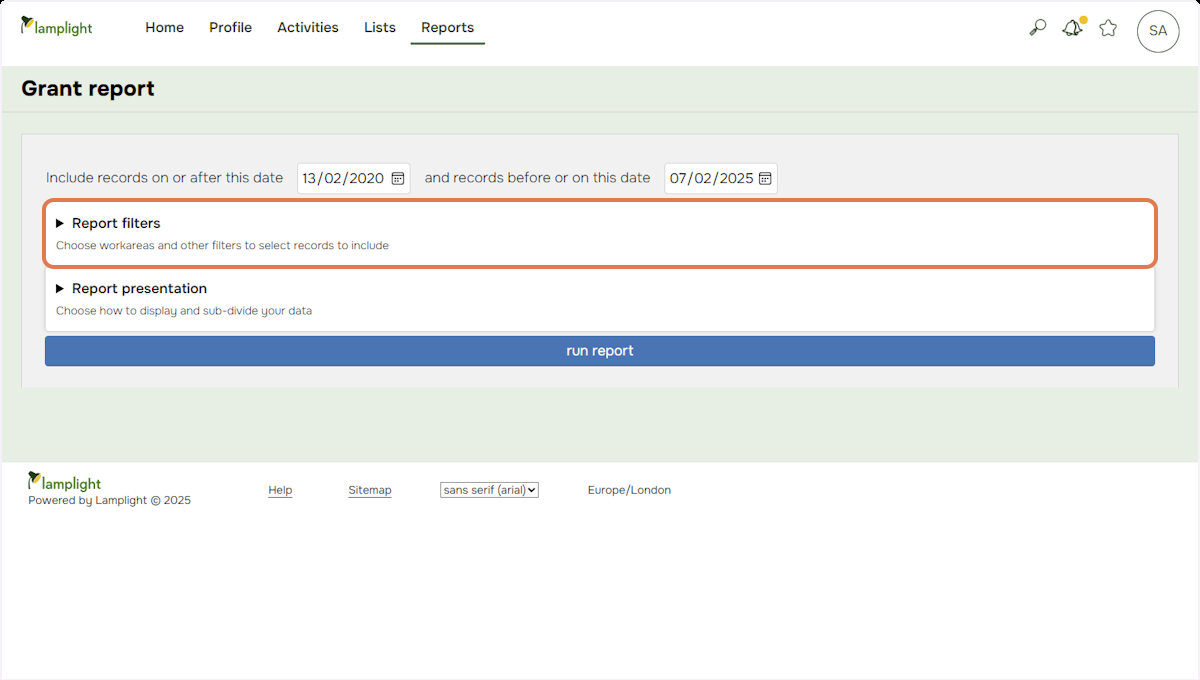 lamplight Home Profile Activities Lists Reports SA
Grant report
Include records on or after this date 13/02/2020 and records before or on this date 07/02/2025
Report filters
Choose workareas and other filters to select records to include
Report presentation
Choose how to display and sub-divide your data
run report
lamplight
Powered by Lamplight © 2025 Help Sitemap sans serif (arial) Europe/London